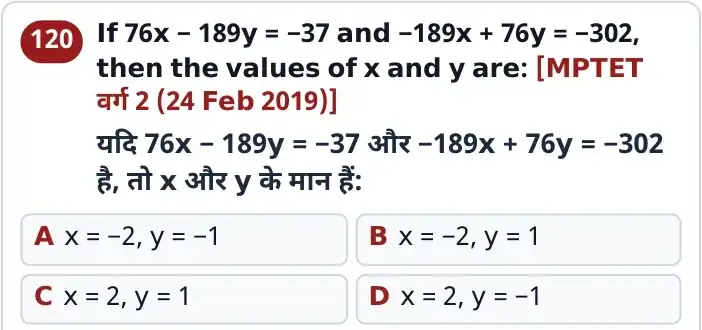 120 If 76x − 189y = −37 and −189x + 76y = −302,
then the values of x and y are: [MPTET
वर्ग 2 (24 Feb 2019)]
यदि 76x − 189y = −37 और −189x + 76y = −302
है, तो x और y के मान हैं:
A x = −2, y = −1
B x = −2, y = 1
C x = 2, y = 1
D x = 2, y = −1